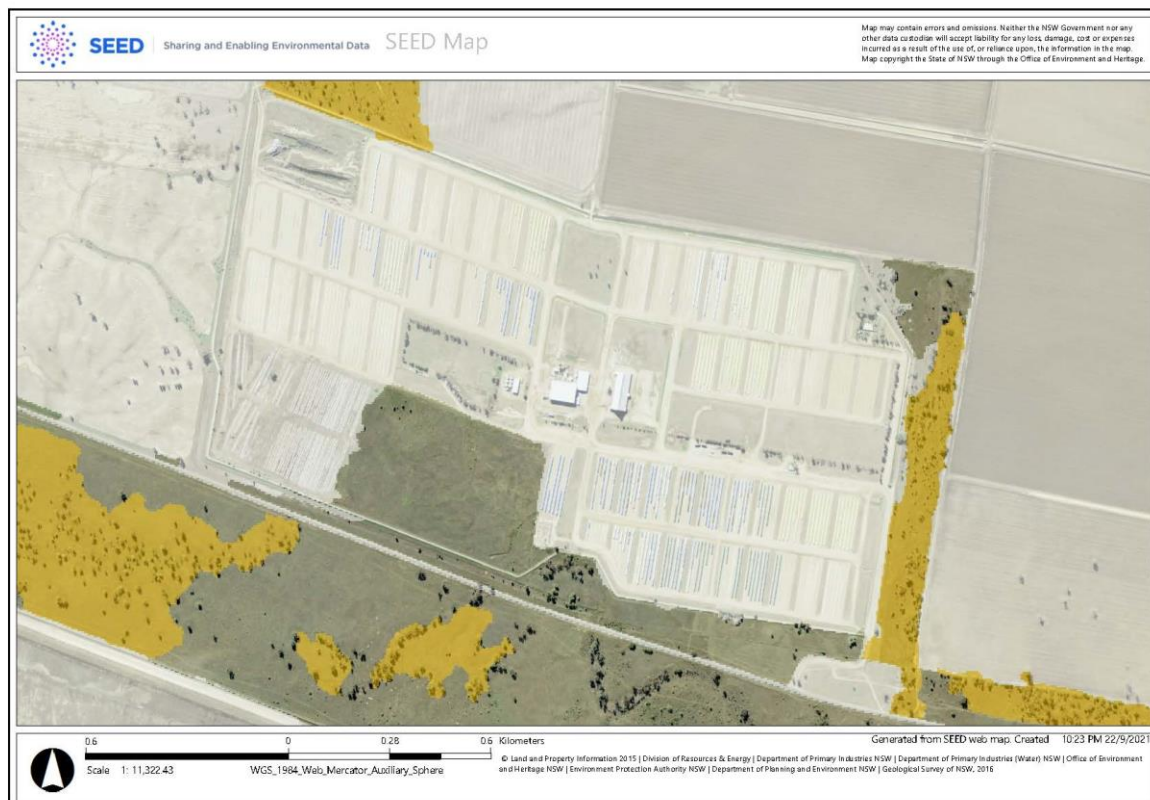 SEED
Sharing and Enabling Environmental Data
SEED Map
Map may contain errors and omissions. Neither the NSW Government nor any
other data custodian will accept liability for any loss, damage, cost or expenses
incurred as a result of the use of, or reliance upon, the information in the map.
Map copyright the State of NSW through the Office of Environment and Heritage.
0.6 0 0.28 0.6 Kilometers
Scale 1: 11,322.43 WGS_1984_Web_Mercator_Auxiliary_Sphere
Generated from SEED web map. Created 10:23 PM 22/9/2021
© Land and Property Information 2015 | Division of Resources & Energy | Department of Primary Industries NSW | Department of Primary Industries (Water) NSW | Office of Environment
and Heritage NSW | Environment Protection Authority NSW | Department of Planning and Environment NSW | Geological Survey of NSW, 2016